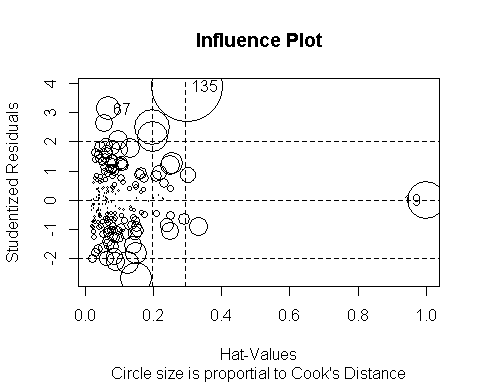 Influence Plot
Studentized Residuals
4
3
2
1
0
-1
-2
135
67
19
0.0 0.2 0.4 0.6 0.8 1.0
Hat-Values
Circle size is proportial to Cook's Distance